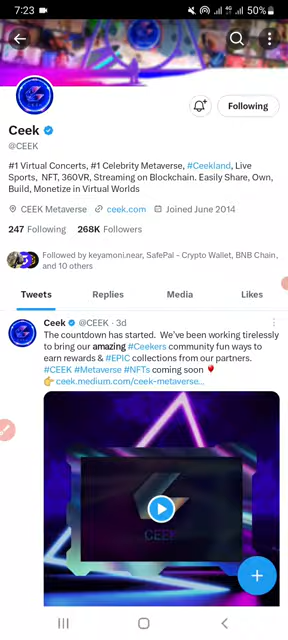 7:23
50%
Following
Ceek
@CEEK
#1 Virtual Concerts, #1 Celebrity Metaverse, #Ceekland, Live
Sports, NFT, 360VR, Streaming on Blockchain. Easily Share, Own,
Build, Monetize in Virtual Worlds
CEEK Metaverse ceek.com Joined June 2014
247 Following 268K Followers
Followed by keyamoni.near, SafePal - Crypto Wallet, BNB Chain,
and 10 others
Tweets Replies Media Likes
Ceek @CEEK · 3d
The countdown has started. We've been working tirelessly
to bring our amazing #Ceekers community fun ways to
earn rewards & #EPIC collections from our partners.
#CEEK #Metaverse #NFTs coming soon 🎈
👉 ceek.medium.com/ceek-metaverse...
CEEK